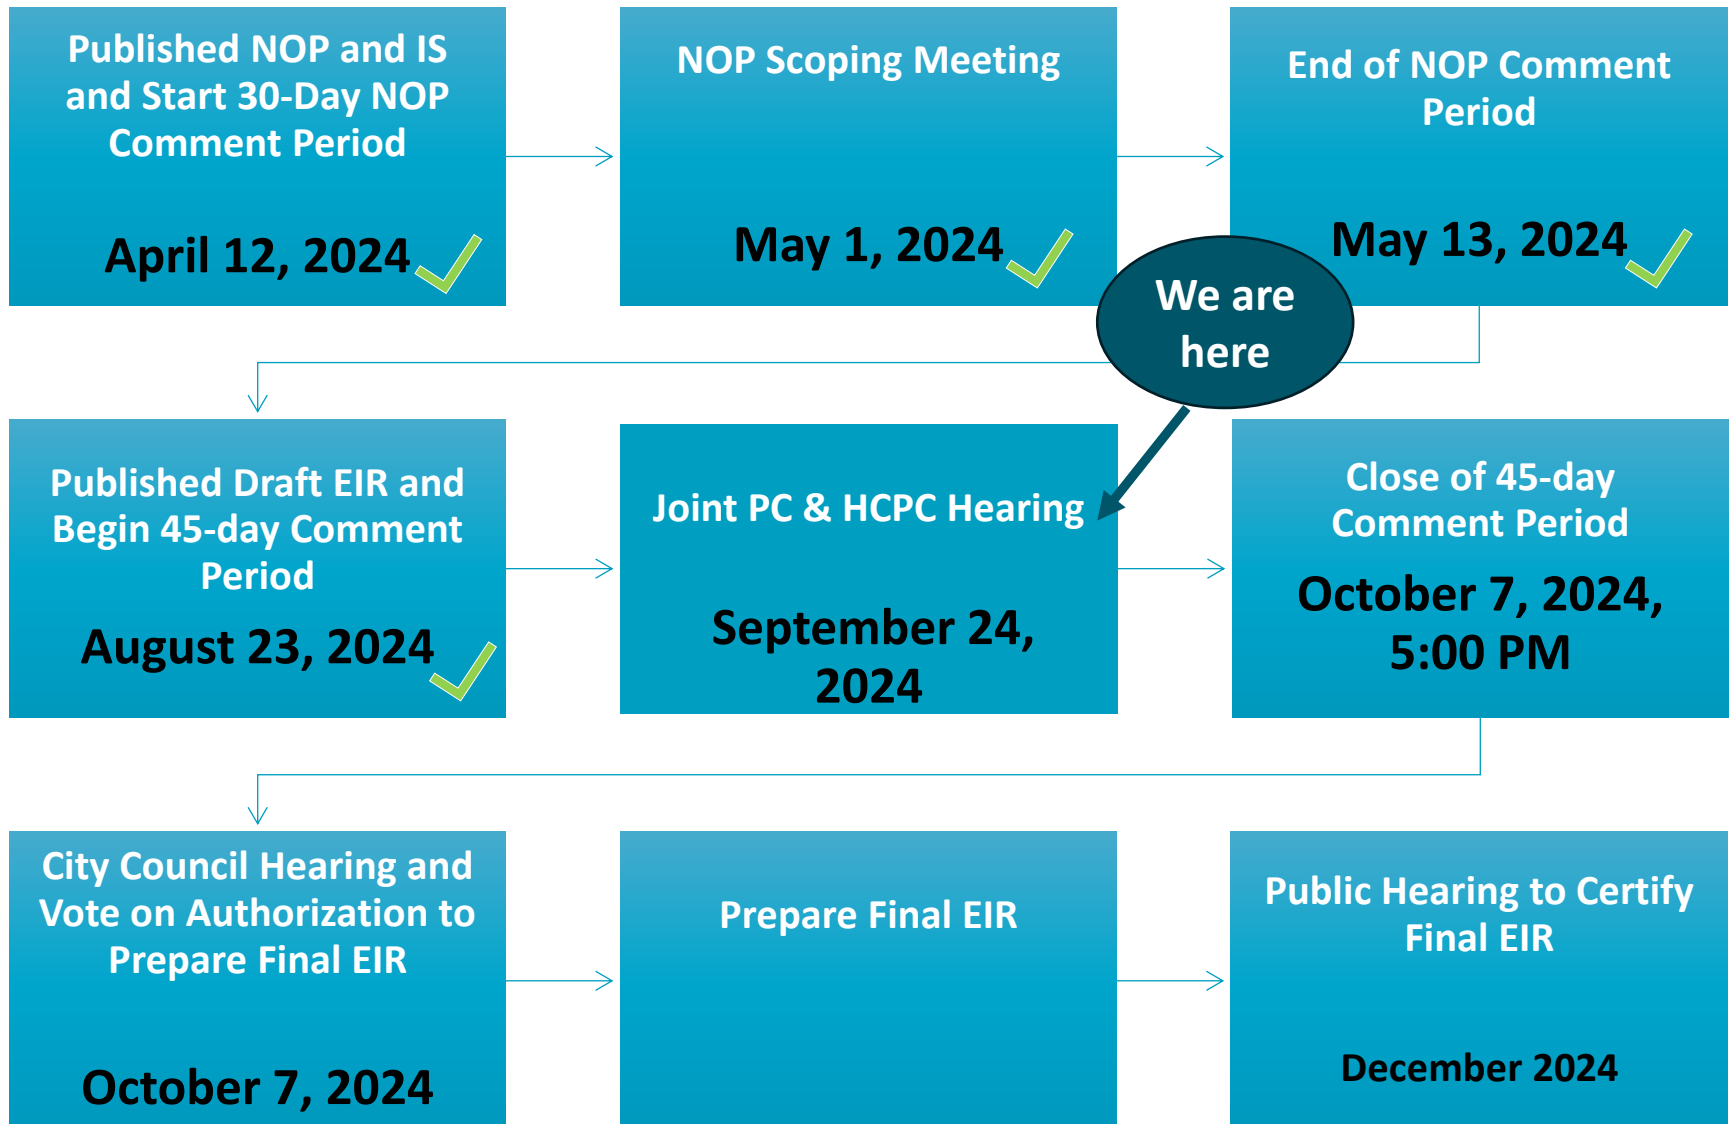 Published NOP and IS
and Start 30-Day NOP
Comment Period
April 12, 2024
NOP Scoping Meeting
May 1, 2024
End of NOP Comment
Period
May 13, 2024
We are
here
Published Draft EIR and
Begin 45-day Comment
Period
August 23, 2024
Joint PC & HCPC Hearing
September 24,
2024
Close of 45-day
Comment Period
October 7, 2024,
5:00 PM
City Council Hearing and
Vote on Authorization to
Prepare Final EIR
October 7, 2024
Prepare Final EIR
Public Hearing to Certify
Final EIR
December 2024